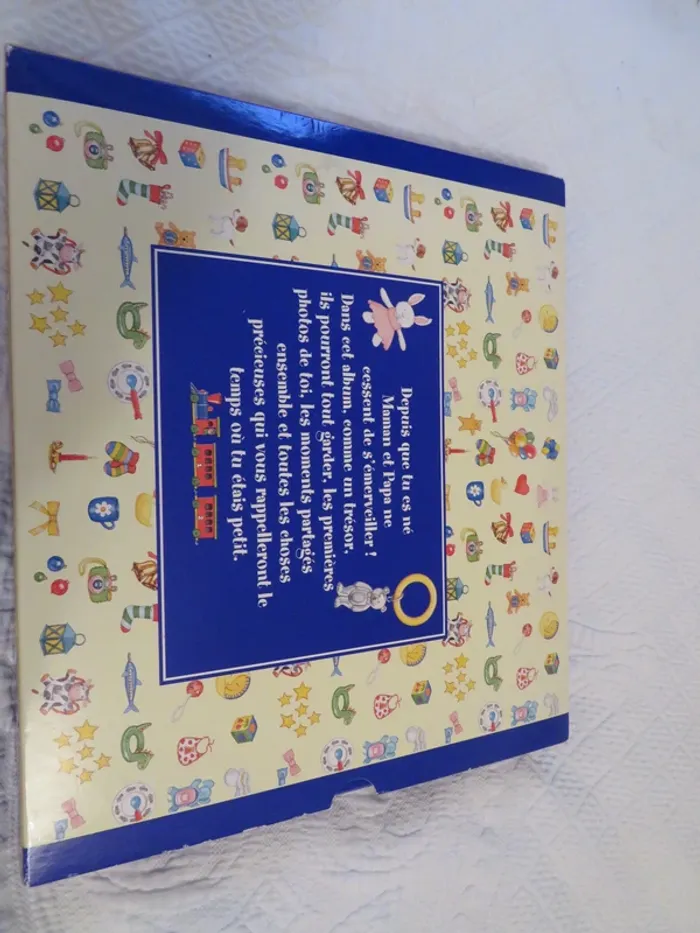 Depuis que tu es né
Maman et Papa ne
cessent de s'émerveiller !
Dans cet album, comme un trésor,
ils pourront tout garder, les premières
photos de toi, les moments partagés
ensemble et toutes les choses
précieuses qui vous rappelleront le
temps où tu étais petit.